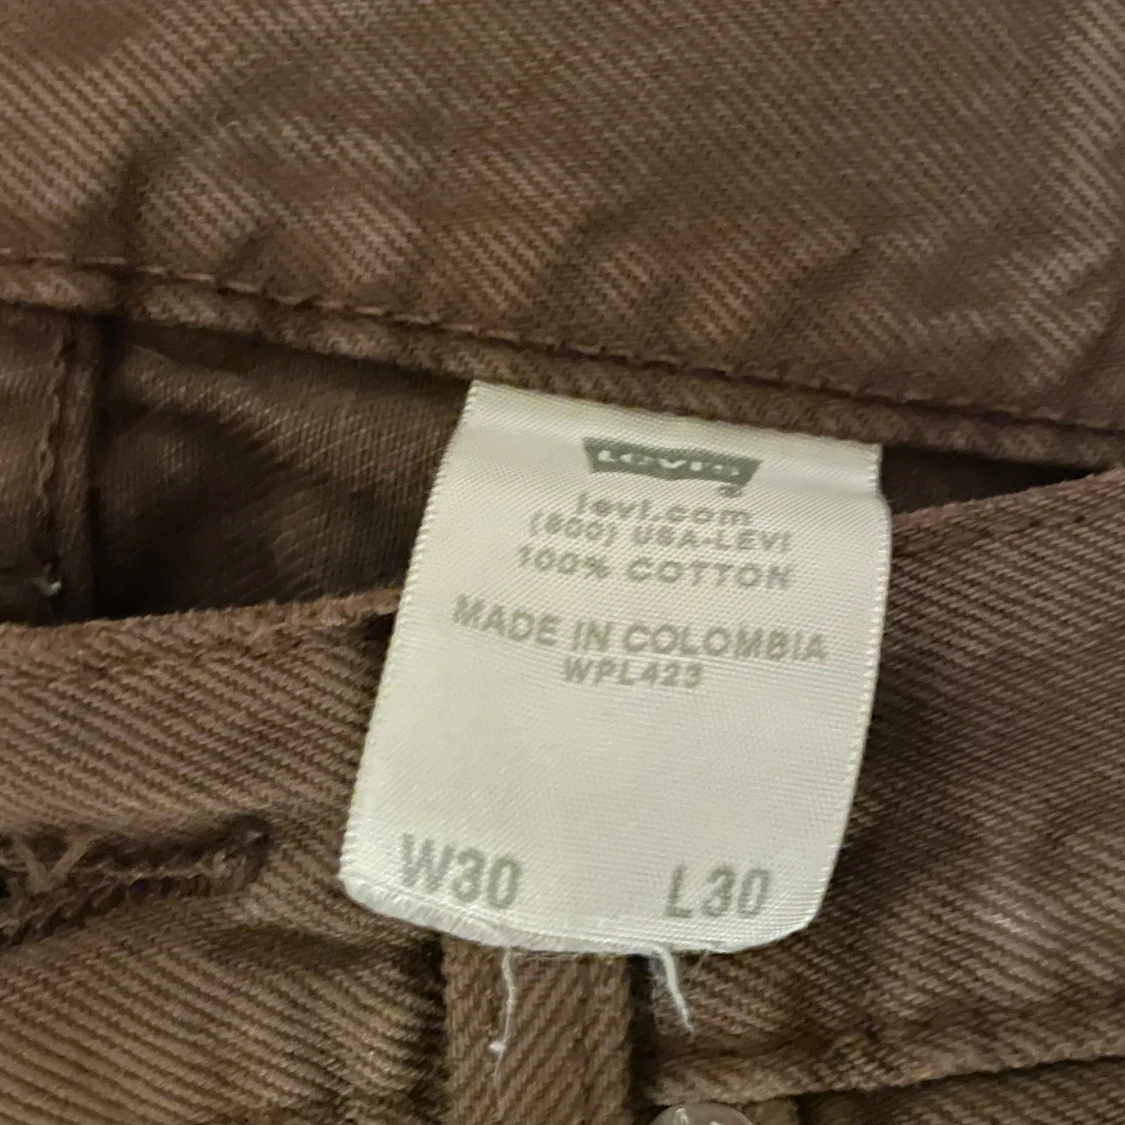 Levi's
levi.com
(800) USA-LEVI
100% COTTON
MADE IN COLOMBIA
WPL423
W30 L30